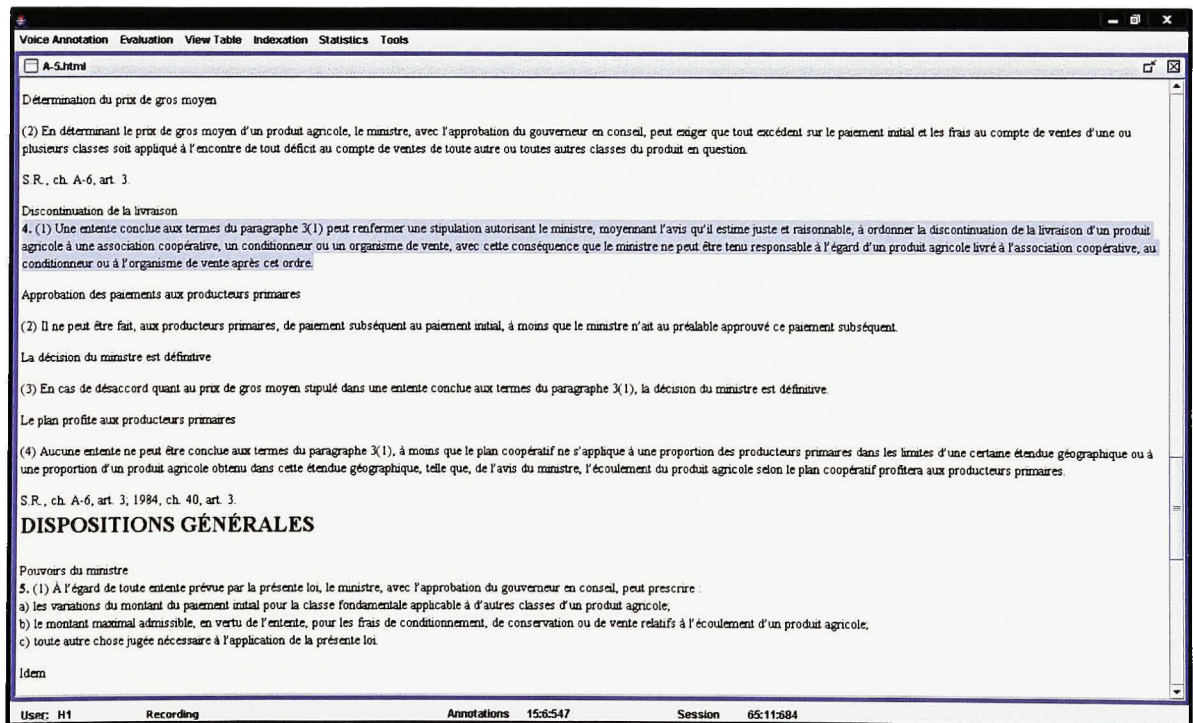 Voice Annotation Evaluation View Table Indexation Statistics Tools
A-5.html
Détermination du prix de gros moyen
(2) En déterminant le prix de gros moyen d'un produit agricole, le ministre, avec l'approbation du gouverneur en conseil, peut exiger que tout excédent sur le paiement initial et les frais au compte de ventes d'une ou
plusieurs classes soit appliqué à l'encontre de tout déficit au compte de ventes de toute autre ou toutes autres classes du produit en question.
S.R., ch. A-6, art. 3.
Discontinuation de la livraison
4. (1) Une entente conclue aux termes du paragraphe 3(1) peut renfermer une stipulation autorisant le ministre, moyennant l'avis qu'il estime juste et raisonnable, à ordonner la discontinuation de la livraison d'un produit
agricole à une association coopérative, un conditionneur ou un organisme de vente, avec cette conséquence que le ministre ne peut être tenu responsable à l'égard d'un produit agricole livré à l'association coopérative, au
conditionneur ou à l'organisme de vente après cet ordre.
Approbation des paiements aux producteurs primaires
(2) Il ne peut être fait, aux producteurs primaires, de paiement subséquent au paiement initial, à moins que le ministre n'ait au préalable approuvé ce paiement subséquent.
La décision du ministre est définitive
(3) En cas de désaccord quant au prix de gros moyen stipulé dans une entente conclue aux termes du paragraphe 3(1), la décision du ministre est définitive.
Le plan profite aux producteurs primaires
(4) Aucune entente ne peut être conclue aux termes du paragraphe 3(1), à moins que le plan coopératif ne s'applique à une proportion des producteurs primaires dans les limites d'une certaine étendue géographique ou à
une proportion d'un produit agricole obtenu dans cette étendue géographique, telle que, de l'avis du ministre, l'écoulement du produit agricole selon le plan coopératif profitera aux producteurs primaires.
S.R., ch. A-6, art. 3; 1984, ch. 40, art. 3.
DISPOSITIONS GÉNÉRALES
Pouvoirs du ministre
5. (1) À l'égard de toute entente prévue par la présente loi, le ministre, avec l'approbation du gouverneur en conseil, peut prescrire :
a) les variations du montant du paiement initial pour la classe fondamentale applicable à d'autres classes d'un produit agricole;
b) le montant maximal admissible, en vertu de l'entente, pour les frais de conditionnement, de conservation ou de vente relatifs à l'écoulement d'un produit agricole;
c) toute autre chose jugée nécessaire à l'application de la présente loi.
Idem
User: H1 Recording Annotations 15:6:547 Session 65:11:684